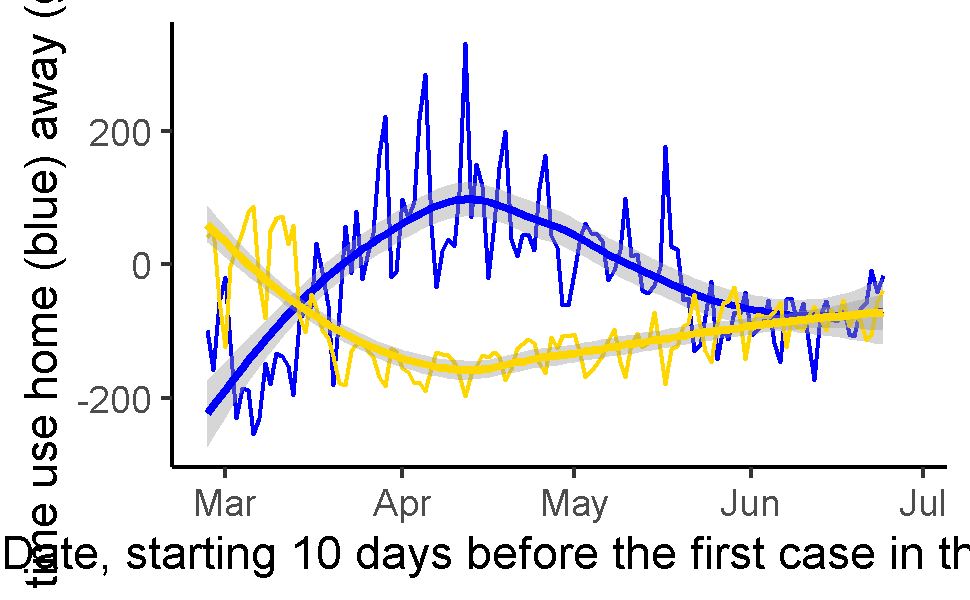 time use home (blue) away (
200
0
-200
Mar Apr May Jun Jul
Date, starting 10 days before the first case in th